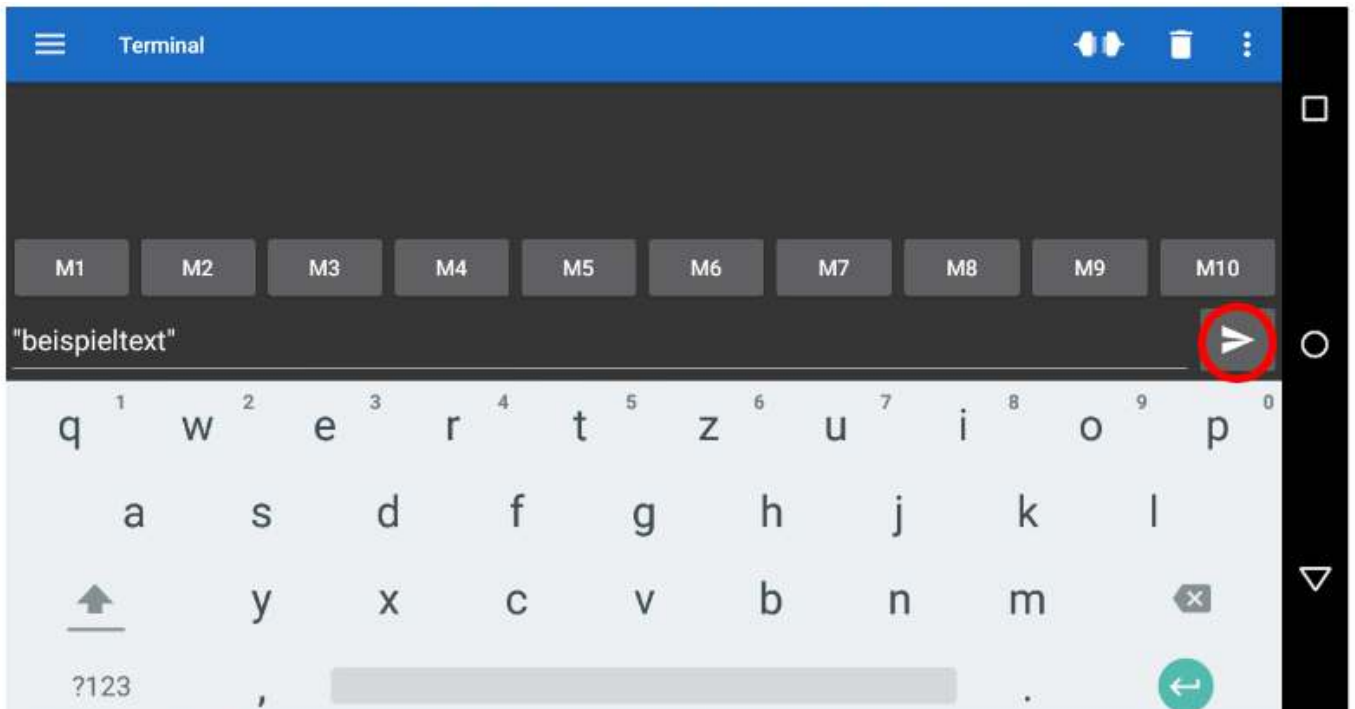 Terminal
M1 M2 M3 M4 M5 M6 M7 M8 M9 M10
"beispieltext"
q 1 w 2 e 3 r 4 t 5 z 6 u 7 i 8 o 9 p 0
a s d f g h j k l
y x c v b n m
?123 , .